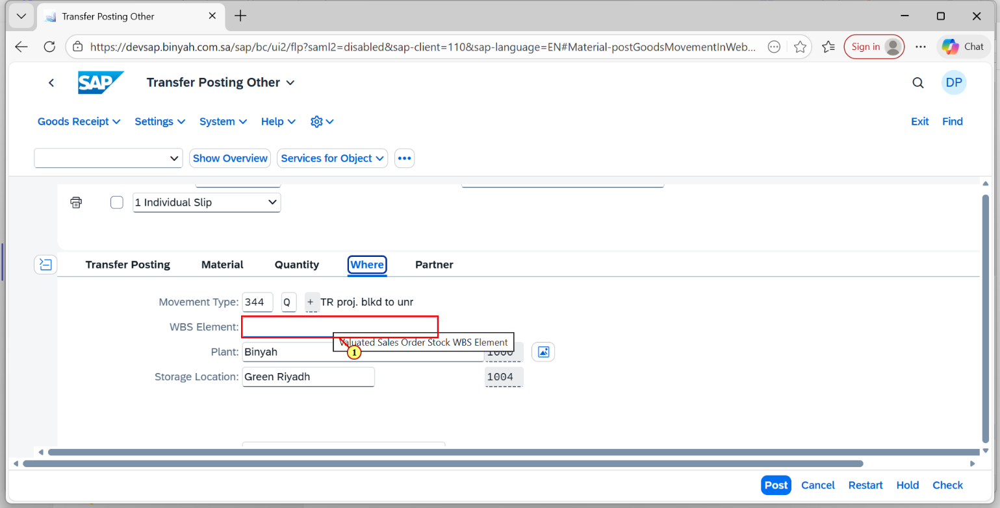 Transfer Posting Other
https://devsap.binyah.com.sa/sap/bc/ui2/flp?saml2=disabled&sap-client=110&sap-language=EN#Material-postGoodsMovementInWeb...
Sign in
Chat
SAP
Transfer Posting Other
DP
Goods Receipt
Settings
System
Help
Exit
Find
Show Overview
Services for Object
1 Individual Slip
Transfer Posting
Material
Quantity
Where
Partner
Movement Type: 344 Q + TR proj. blkd to unr
WBS Element:
Valuated Sales Order Stock WBS Element
1
Plant: Binyah 1000
Storage Location: Green Riyadh 1004
Post
Cancel
Restart
Hold
Check